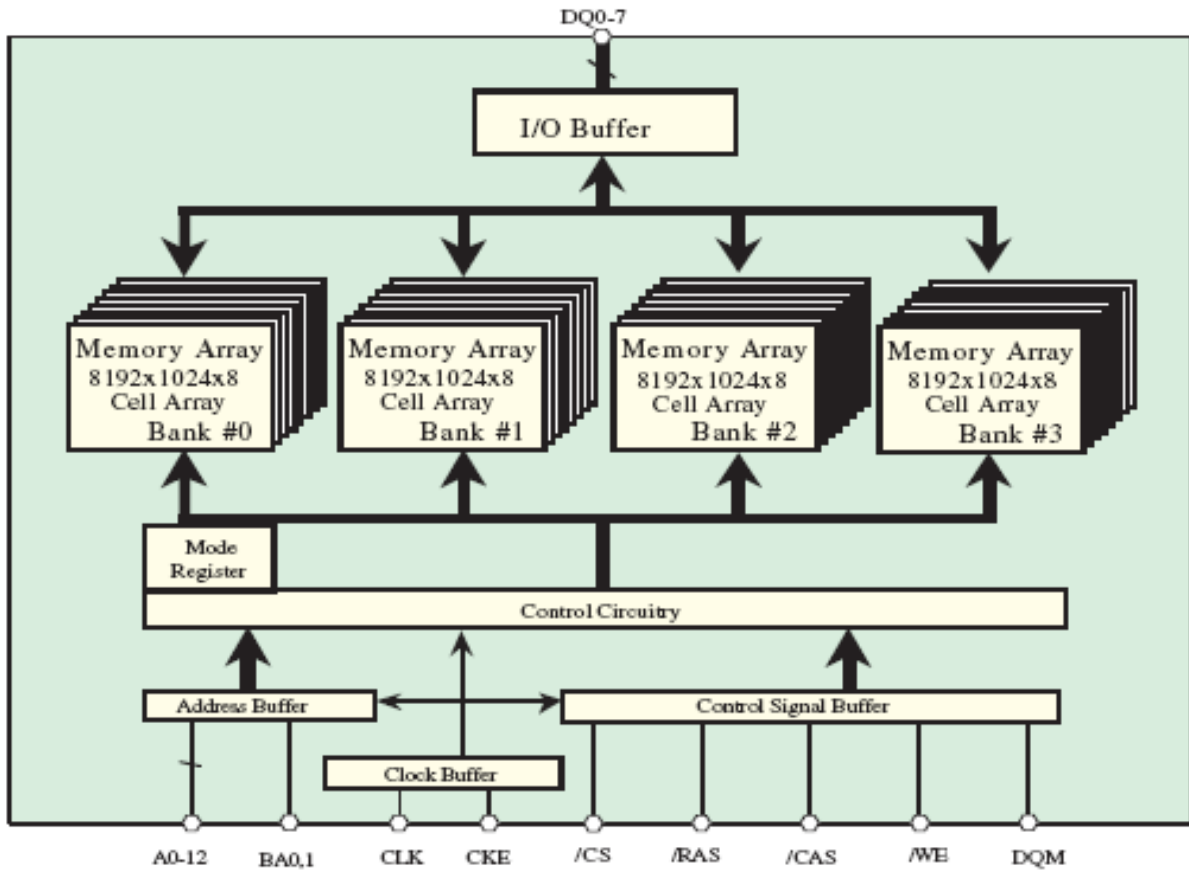 DQ0-7
I/O Buffer
Memory Array
8192x1024x8
Cell Array
Bank #0
Memory Array
8192x1024x8
Cell Array
Bank #1
Memory Array
8192x1024x8
Cell Array
Bank #2
Memory Array
8192x1024x8
Cell Array
Bank #3
Mode
Register
Control Circuitry
Address Buffer
Control Signal Buffer
Clock Buffer
A0-12
BA0,1
CLK
CKE
/CS
/RAS
/CAS
/WE
DQM